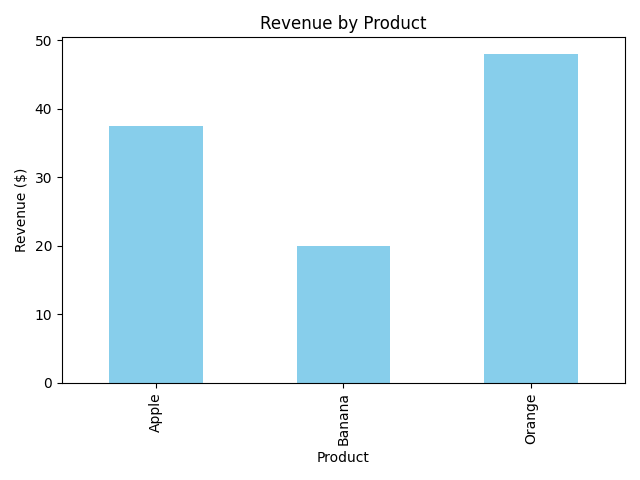 Revenue by Product
Revenue ($)
50
40
30
20
10
0
Apple
Banana
Orange
Product